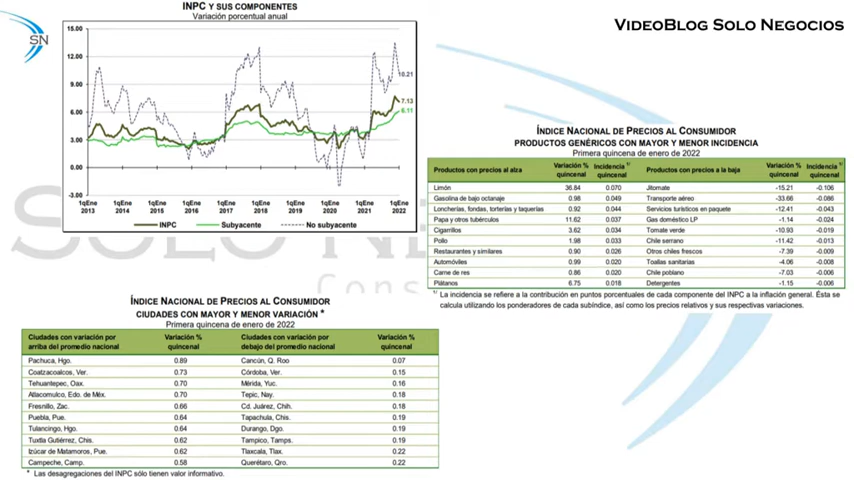 SN
VIDEOBLOG SOLO NEGOCIOS
INPC Y SUS COMPONENTES
Variación porcentual anual
15.00
12.00
9.00
6.00
3.00
0.00
-3.00
10.21
7.13
6.11
1qEne 2013
1qEne 2014
1qEne 2015
1qEne 2016
1qEne 2017
1qEne 2018
1qEne 2019
1qEne 2020
1qEne 2021
1qEne 2022
INPC Subyacente No subyacente
ÍNDICE NACIONAL DE PRECIOS AL CONSUMIDOR
PRODUCTOS GENÉRICOS CON MAYOR Y MENOR INCIDENCIA
Primera quincena de enero de 2022
Productos con precios al alza Variación % quincenal Incidencia 1/ quincenal Productos con precios a la baja Variación % quincenal Incidencia 1/ quincenal
Limón 36.84 0.070 Jitomate -15.21 -0.106
Gasolina de bajo octanaje 0.98 0.049 Transporte aéreo -33.66 -0.086
Loncherías, fondas, torterías y taquerías 0.92 0.044 Servicios turísticos en paquete -12.41 -0.043
Papa y otros tubérculos 11.62 0.037 Gas doméstico LP -1.14 -0.024
Cigarrillos 3.62 0.034 Tomate verde -10.93 -0.019
Pollo 1.98 0.033 Chile serrano -11.42 -0.013
Restaurantes y similares 0.90 0.026 Otros chiles frescos -7.39 -0.009
Automóviles 0.99 0.020 Toallas sanitarias -4.06 -0.008
Carne de res 0.86 0.020 Chile poblano -7.03 -0.006
Plátanos 6.75 0.018 Detergentes -1.15 -0.006
1/ La incidencia se refiere a la contribución en puntos porcentuales de cada componente del INPC a la inflación general. Ésta se
calcula utilizando los ponderadores de cada subíndice, así como los precios relativos y sus respectivas variaciones.
ÍNDICE NACIONAL DE PRECIOS AL CONSUMIDOR
CIUDADES CON MAYOR Y MENOR VARIACIÓN *
Primera quincena de enero de 2022
Ciudades con variación por arriba del promedio nacional Variación % quincenal Ciudades con variación por debajo del promedio nacional Variación % quincenal
Pachuca, Hgo. 0.89 Cancún, Q. Roo 0.07
Coatzacoalcos, Ver. 0.73 Córdoba, Ver. 0.15
Tehuantepec, Oax. 0.70 Mérida, Yuc. 0.16
Atlacomulco, Edo. de Méx. 0.70 Tepic, Nay. 0.18
Fresnillo, Zac. 0.66 Cd. Juárez, Chih. 0.18
Puebla, Pue. 0.64 Tapachula, Chis. 0.19
Tulancingo, Hgo. 0.64 Durango, Dgo. 0.19
Tuxtla Gutiérrez, Chis. 0.62 Tampico, Tamps. 0.19
Izúcar de Matamoros, Pue. 0.62 Tlaxcala, Tlax. 0.22
Campeche, Camp. 0.58 Querétaro, Qro. 0.22
* Las desagregaciones del INPC sólo tienen valor informativo.